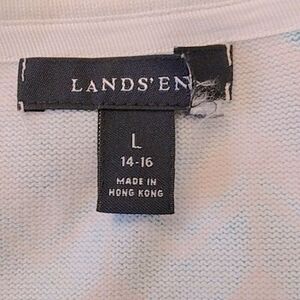 LANDS'EN
L
14-16
MADE IN
HONG KONG